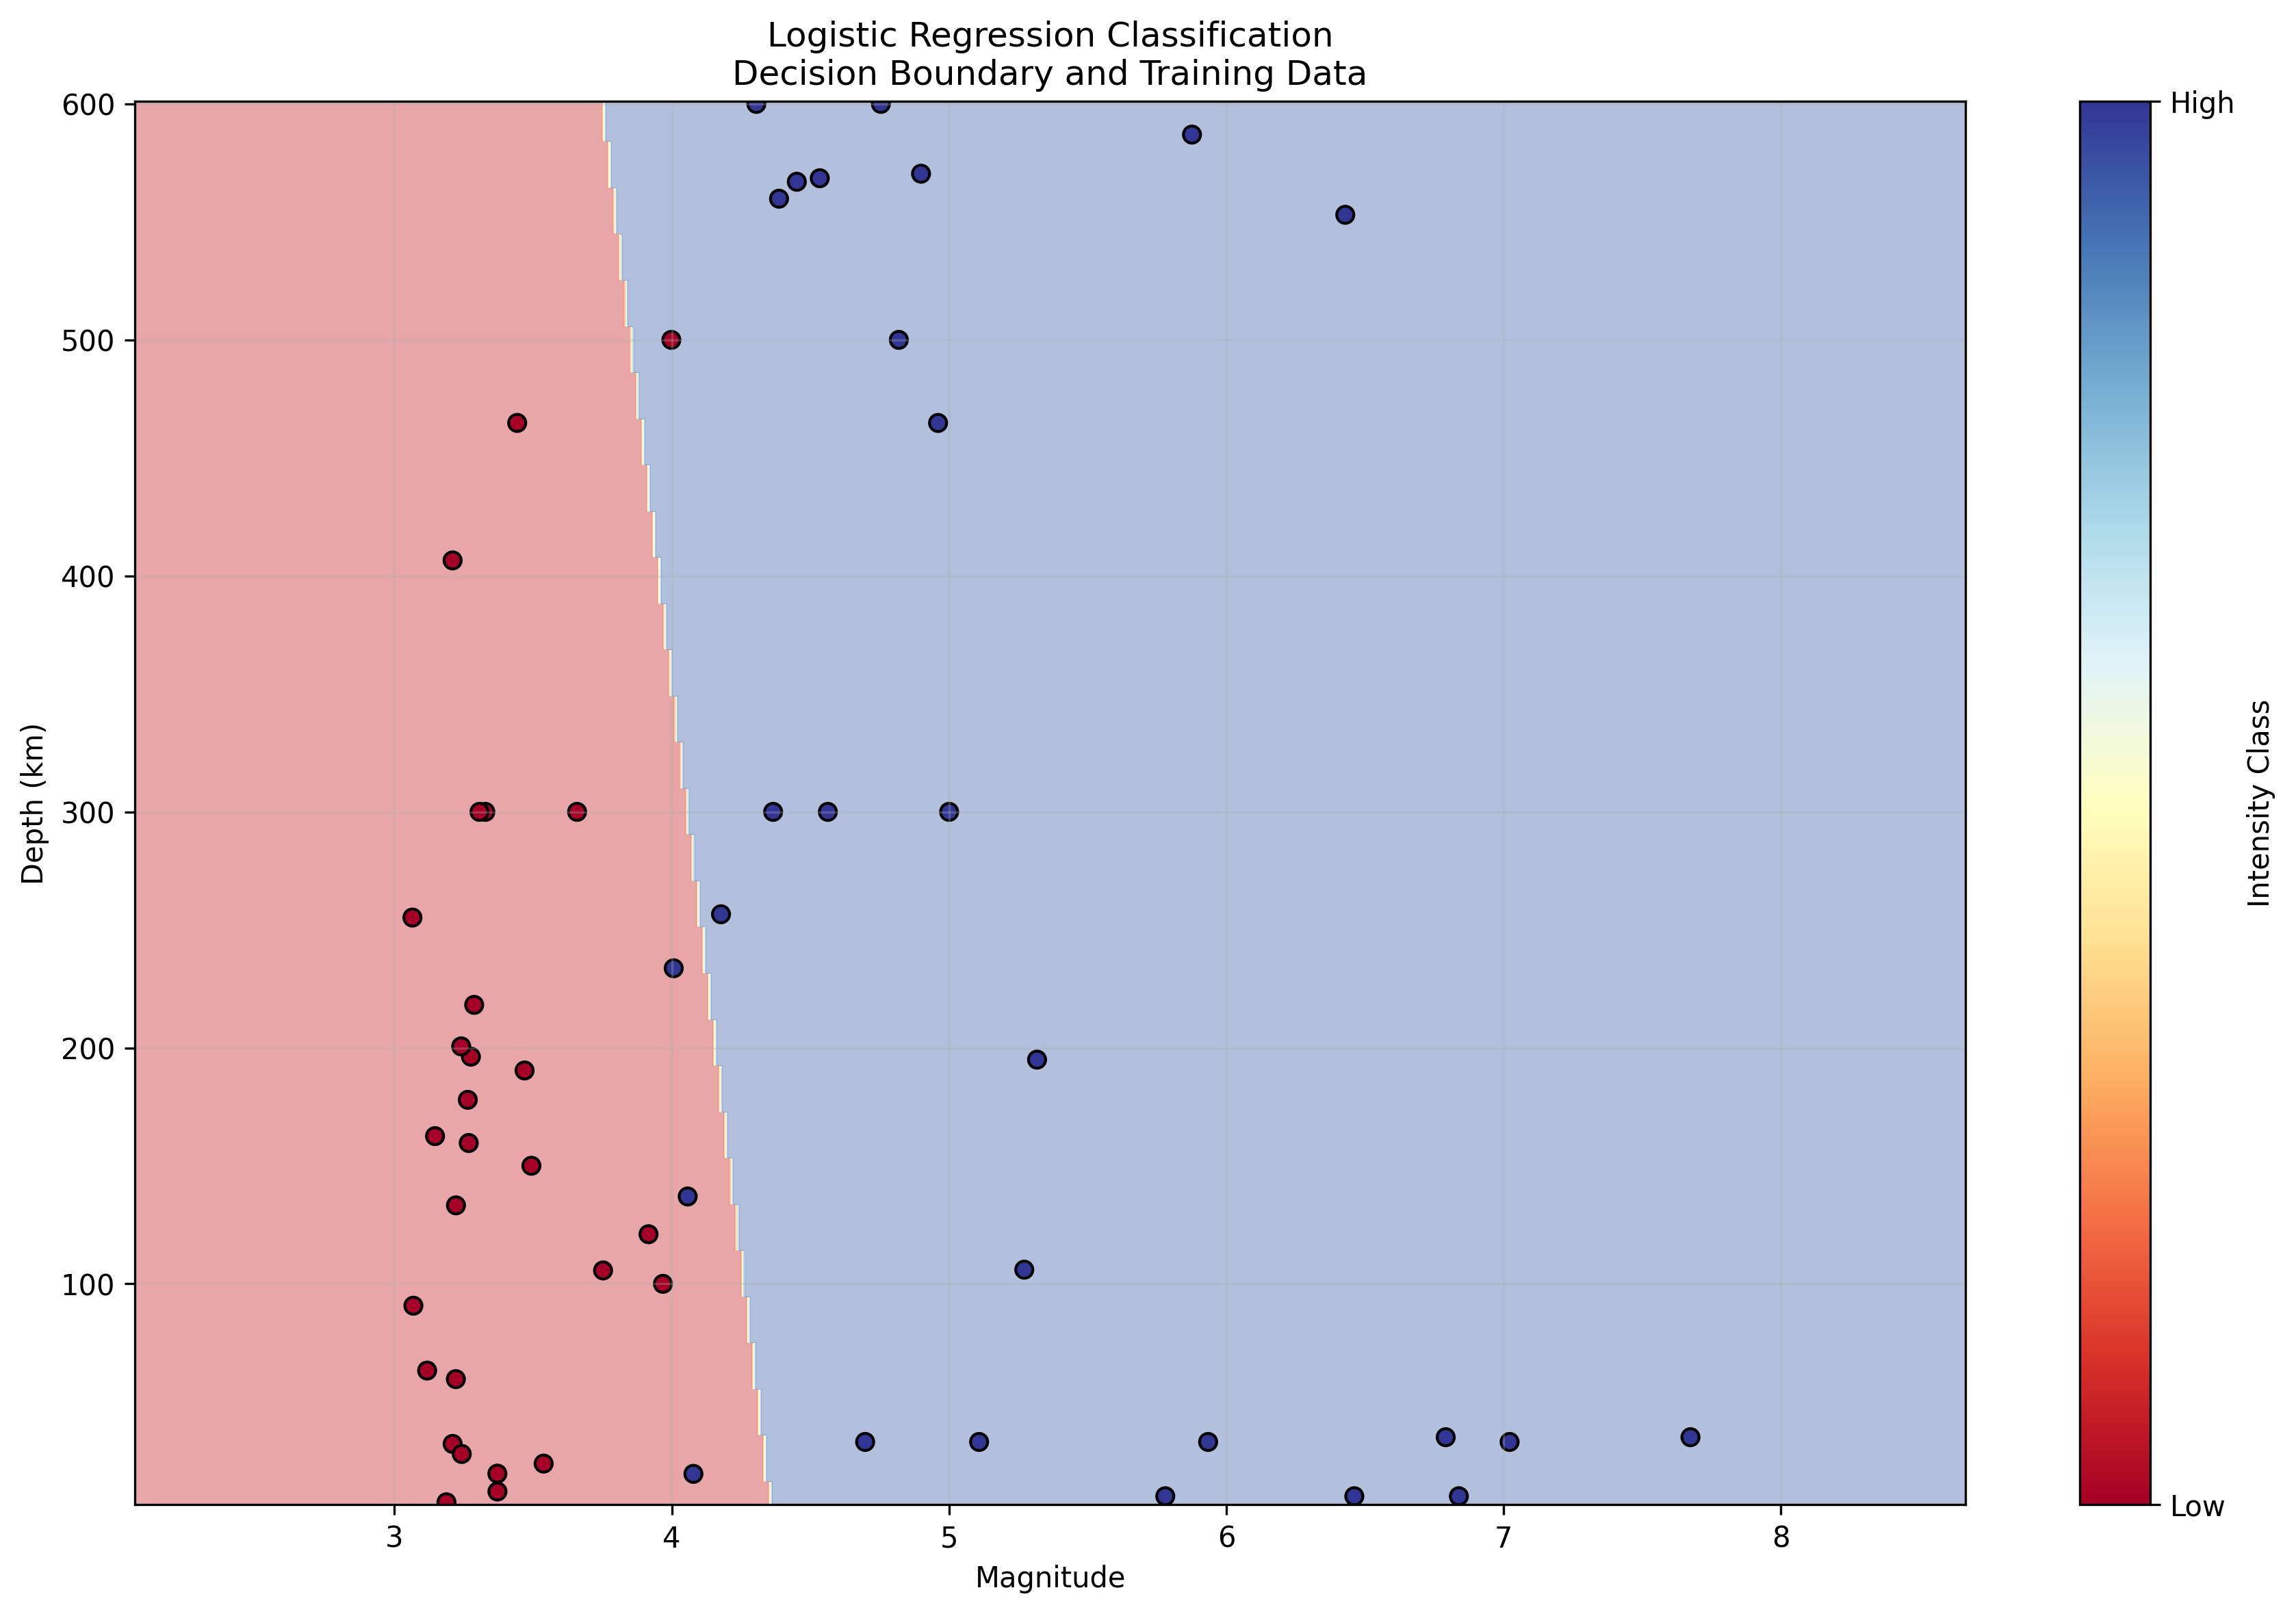 Logistic Regression Classification
Decision Boundary and Training Data
600
500
400
300
200
100
Depth (km)
3
4
5
6
7
8
Magnitude
High
Low
Intensity Class